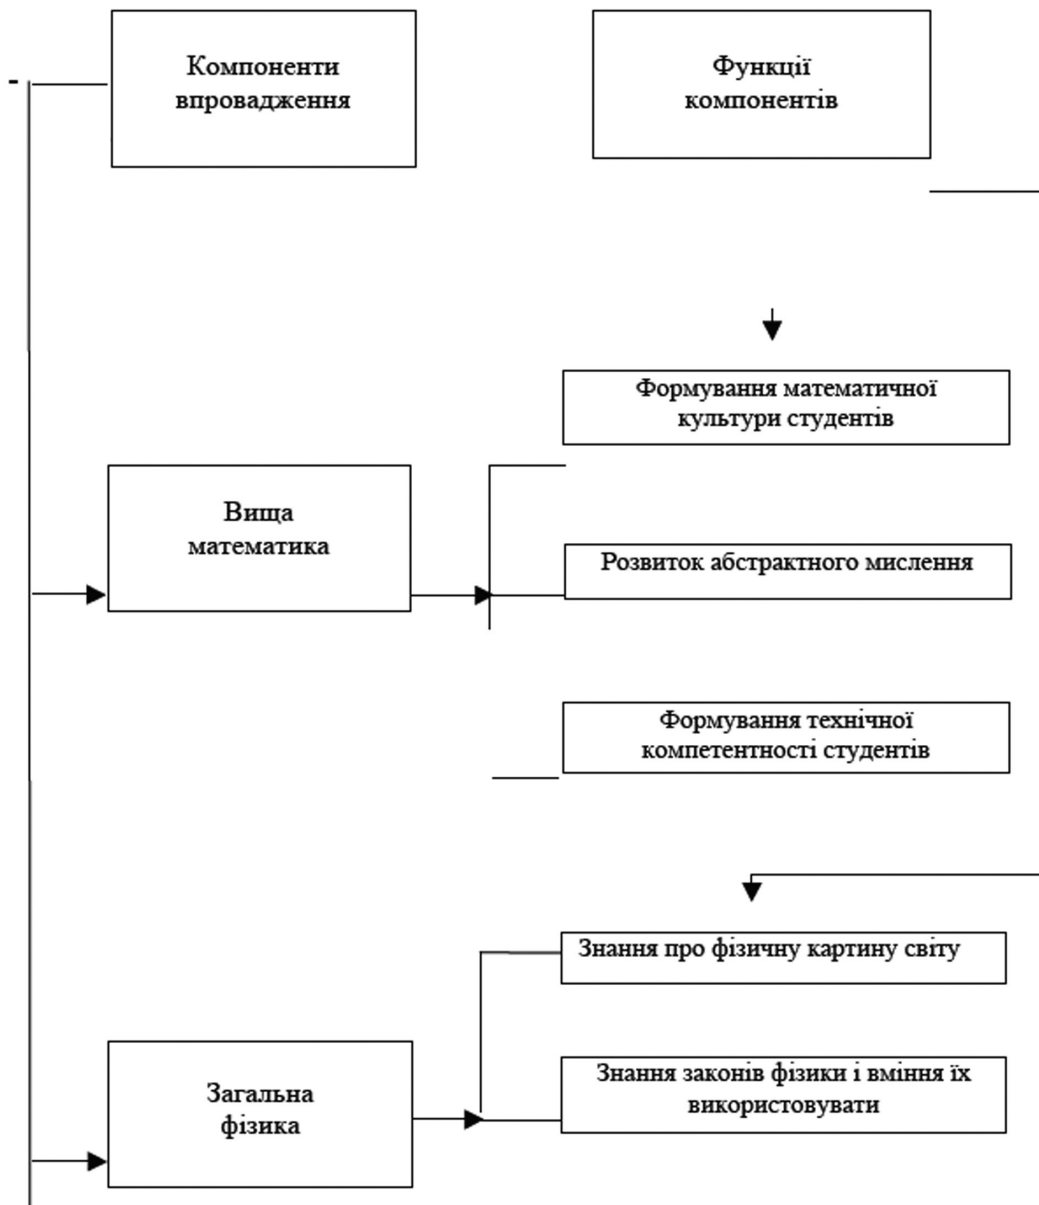 Компоненти
впровадження
Функції
компонентів
Формування математичної
культури студентів
Вища
математика
Розвиток абстрактного мислення
Формування технічної
компетентності студентів
Знання про фізичну картину світу
Загальна
фізика
Знання законів фізики і вміння їх
використовувати